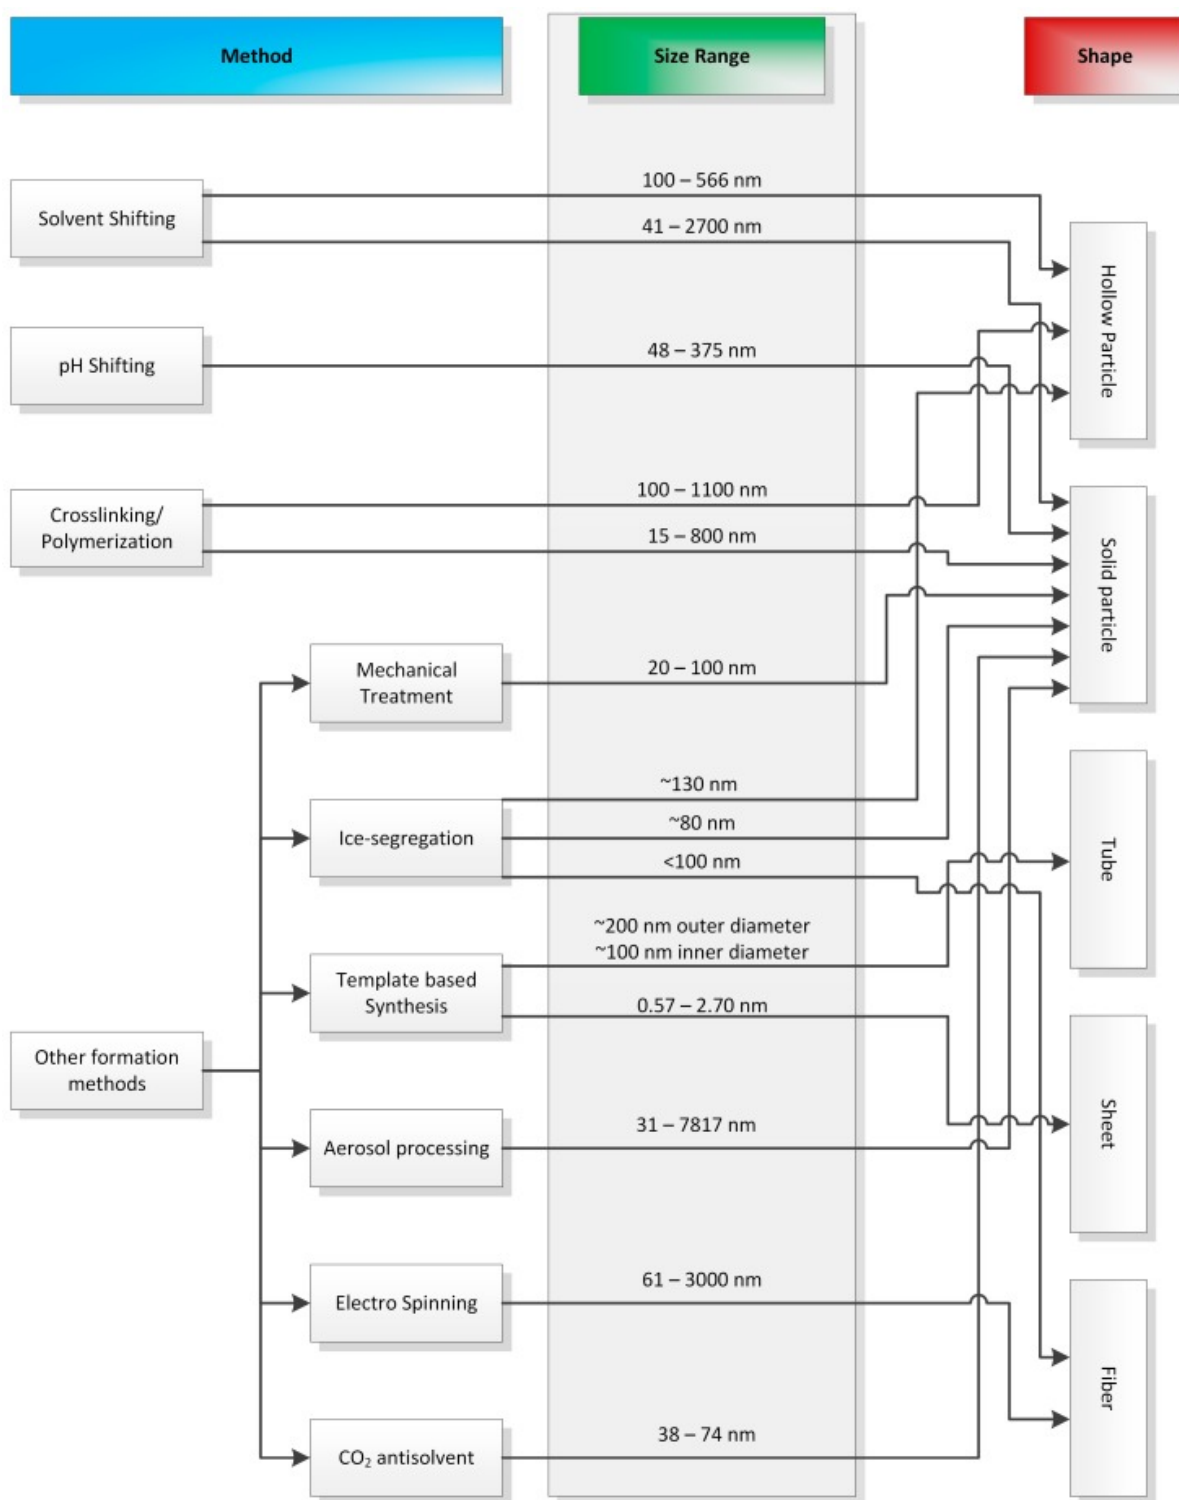 Method
Size Range
Shape
Solvent Shifting
100 – 566 nm
41 – 2700 nm
Hollow Particle
pH Shifting
48 – 375 nm
Crosslinking/
Polymerization
100 – 1100 nm
15 – 800 nm
Solid particle
Mechanical
Treatment
20 – 100 nm
Ice-segregation
~130 nm
~80 nm
<100 nm
Tube
Template based
Synthesis
~200 nm outer diameter
~100 nm inner diameter
0.57 – 2.70 nm
Other formation
methods
Sheet
Aerosol processing
31 – 7817 nm
Electro Spinning
61 – 3000 nm
Fiber
CO₂ antisolvent
38 – 74 nm